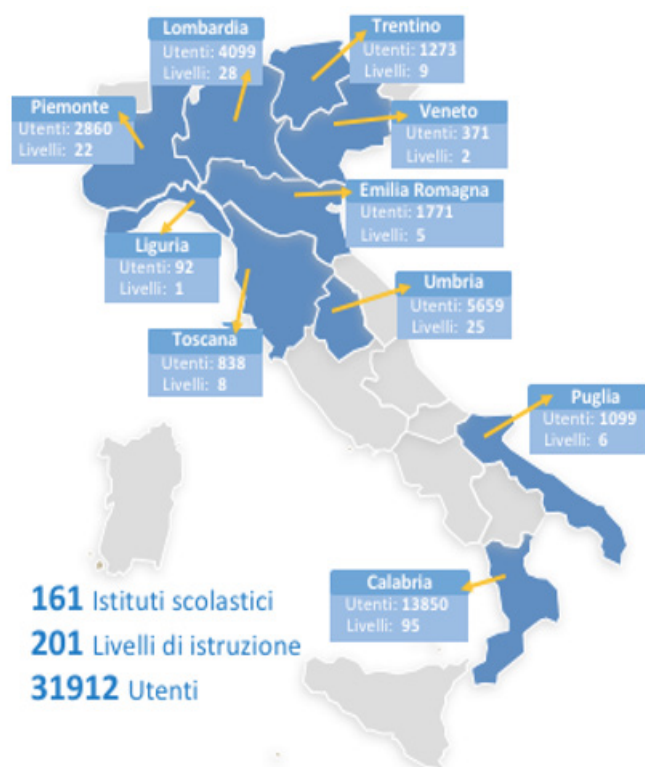 Lombardia
Utenti: 4099
Livelli: 28
Trentino
Utenti: 1273
Livelli: 9
Piemonte
Utenti: 2860
Livelli: 22
Veneto
Utenti: 371
Livelli: 2
Emilia Romagna
Utenti: 1771
Livelli: 5
Liguria
Utenti: 92
Livelli: 1
Umbria
Utenti: 5659
Livelli: 25
Toscana
Utenti: 838
Livelli: 8
Puglia
Utenti: 1099
Livelli: 6
Calabria
Utenti: 13850
Livelli: 95
161 Istituti scolastici
201 Livelli di istruzione
31912 Utenti